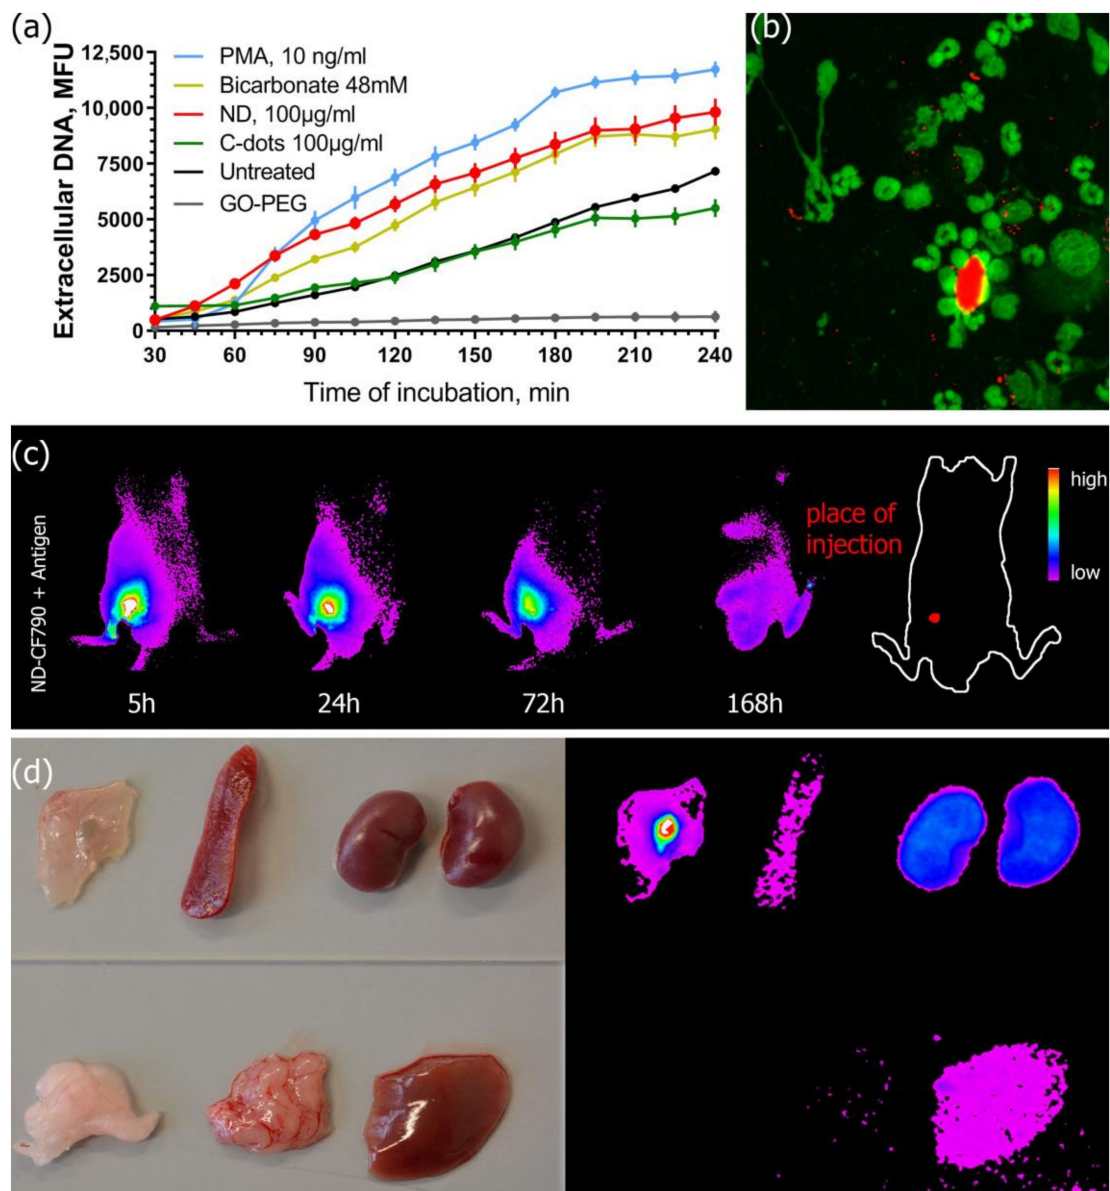 (a)
Extracellular DNA, MFU
12,500
10,000
7500
5000
2500
0
PMA, 10 ng/ml
Bicarbonate 48mM
ND, 100µg/ml
C-dots 100µg/ml
Untreated
GO-PEG
30 60 90 120 150 180 210 240
Time of incubation, min
(b)
(c)
ND-CF790 + Antigen
5h 24h 72h 168h
place of
injection
high
low
(d)